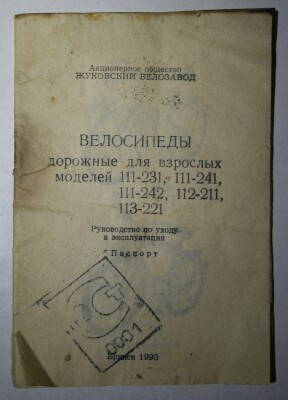 Акционерное общество
ЖУКОВСКИЙ ВЕЛОЗАВОД
ВЕЛОСИПЕДЫ
дорожные для взрослых
моделей 111-231, 111-241,
111-242, 112-211,
113-221
Руководство по уходу
и эксплуатации
Паспорт
0001
Брянск 1993